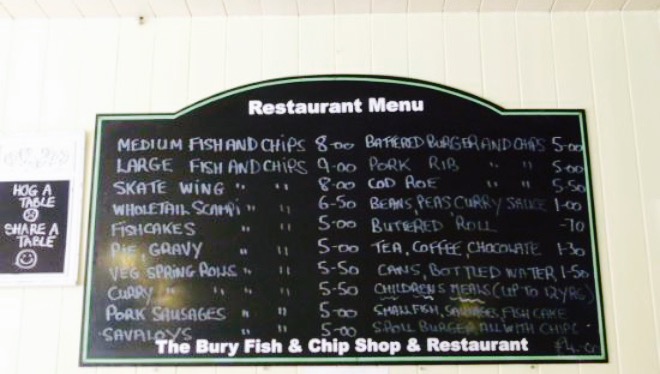 Restaurant Menu
MEDIUM FISH AND CHIPS 8-00
LARGE FISH AND CHIPS 9-00
SKATE WING " " 8-00
WHOLETAIL SCAMPI " " 6-50
FISHCAKES " " 5-00
PIE, GRAVY " " 5-00
VEG SPRING ROLLS " " 5-50
CURRY " " " 5-50
PORK SAUSAGES " " 5-00
SAVALOYS " " 5-00
BATTERED BURGER AND CHIPS 5-00
PORK RIB " " 5-00
COD ROE " " 5-50
BEANS, PEAS CURRY SAUCE 1-00
BUTTERED ROLL -70
TEA, COFFEE, CHOCOLATE 1-30
CANS, BOTTLED WATER 1-50
CHILDRENS MEALS (UP TO 12YRS)
SMALL FISH, SAUSAGES, FISH CAKE
BURGER, ALL WITH CHIPS
The Bury Fish & Chip Shop & Restaurant
HOG A
TABLE
SHARE A
TABLE